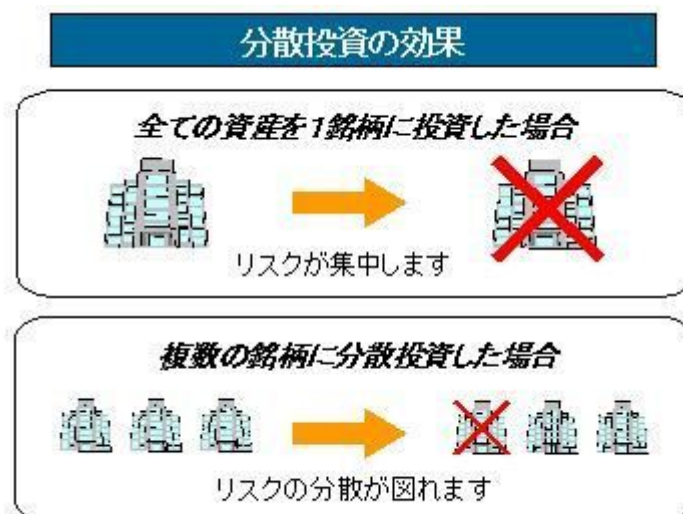 分散投資の効果
全ての資産を1銘柄に投資した場合
リスクが集中します
複数の銘柄に分散投資した場合
リスクの分散が図れます